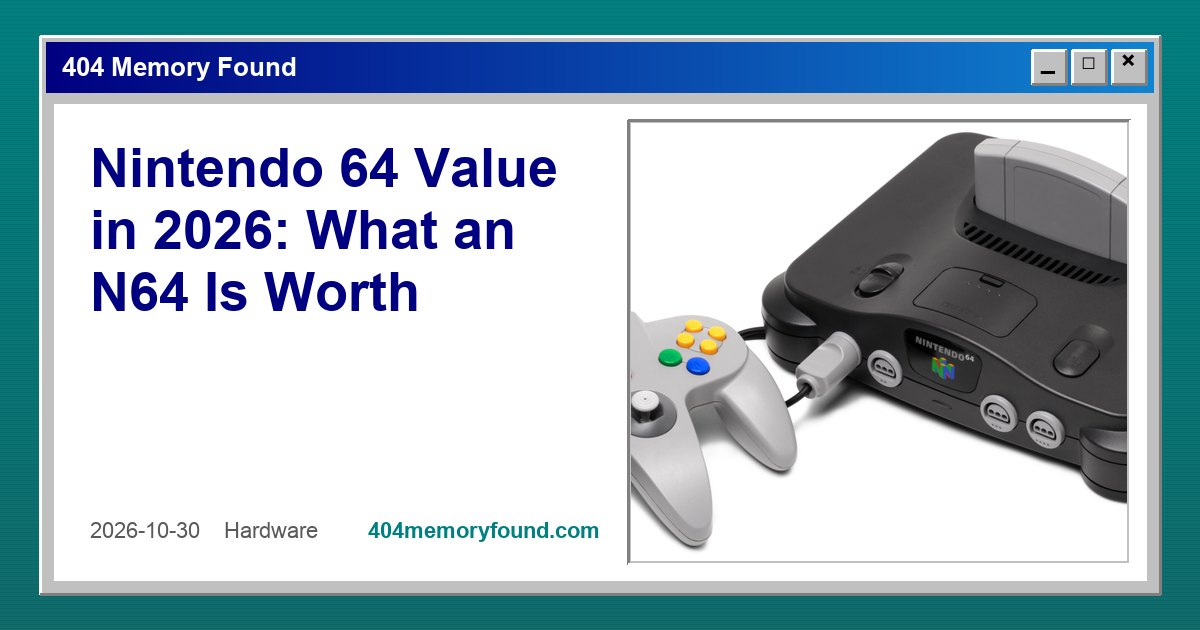 404 Memory Found
Nintendo 64 Value
in 2026: What an
N64 Is Worth
NINTENDO64
2026-10-30 Hardware 404memoryfound.com